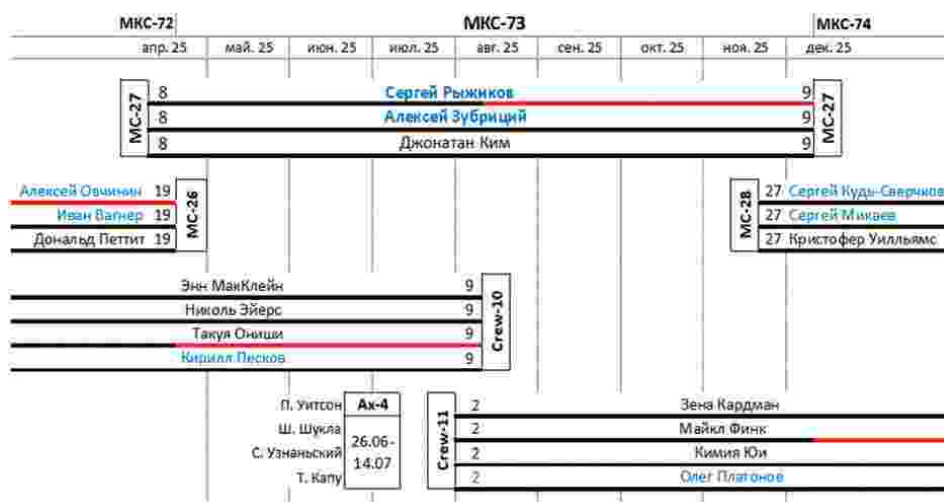 МКС-72 МКС-73 МКС-74
апр. 25 май. 25 июн. 25 июл. 25 авг. 25 сен. 25 окт. 25 ноя. 25 дек. 25
МС-27 8 Сергей Рыжиков 9 МС-27
8 Алексей Зубриций 9
8 Джонатан Ким 9
Алексей Овчинин 19 МС-26 МС-28 27 Сергей Кудь-Сверчков
Иван Вагнер 19 27 Сергей Микаев
Дональд Петтит 19 27 Кристофер Уилльямс
Энн МакКлейн 9 Crew-10
Николь Эйерс 9
Такуя Ониши 9
Кирилл Песков 9
П. Уитсон Ax-4 Crew-11 2 Зена Кардман
Ш. Шукла 26.06- 2 Майкл Финк
С. Узнаньский 14.07 2 Кимия Юи
Т. Капу 2 Олег Платонов